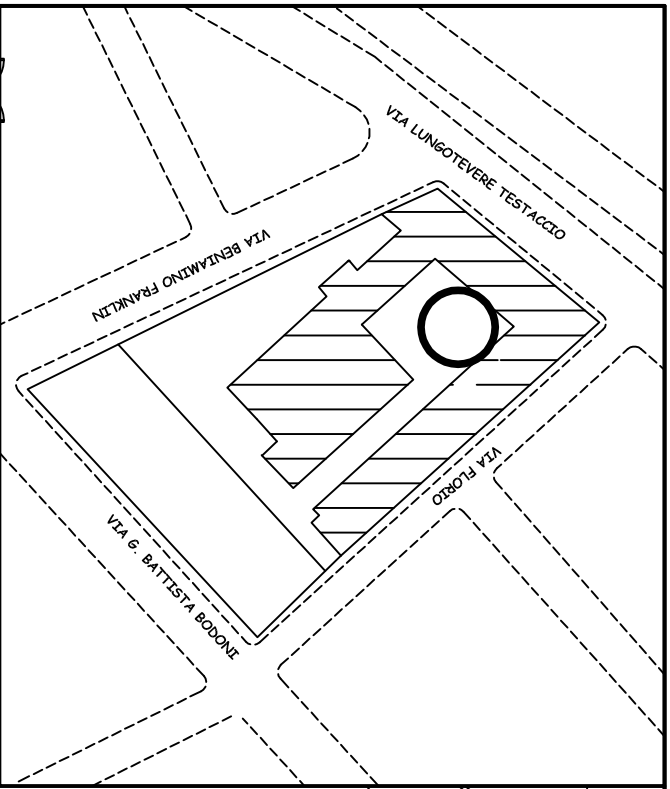 VIA LUNGOTEVERE TESTACCIO
VIA BENIAMINO FRANKLIN
VIA FLORIO
VIA G. BATTISTA BODONI